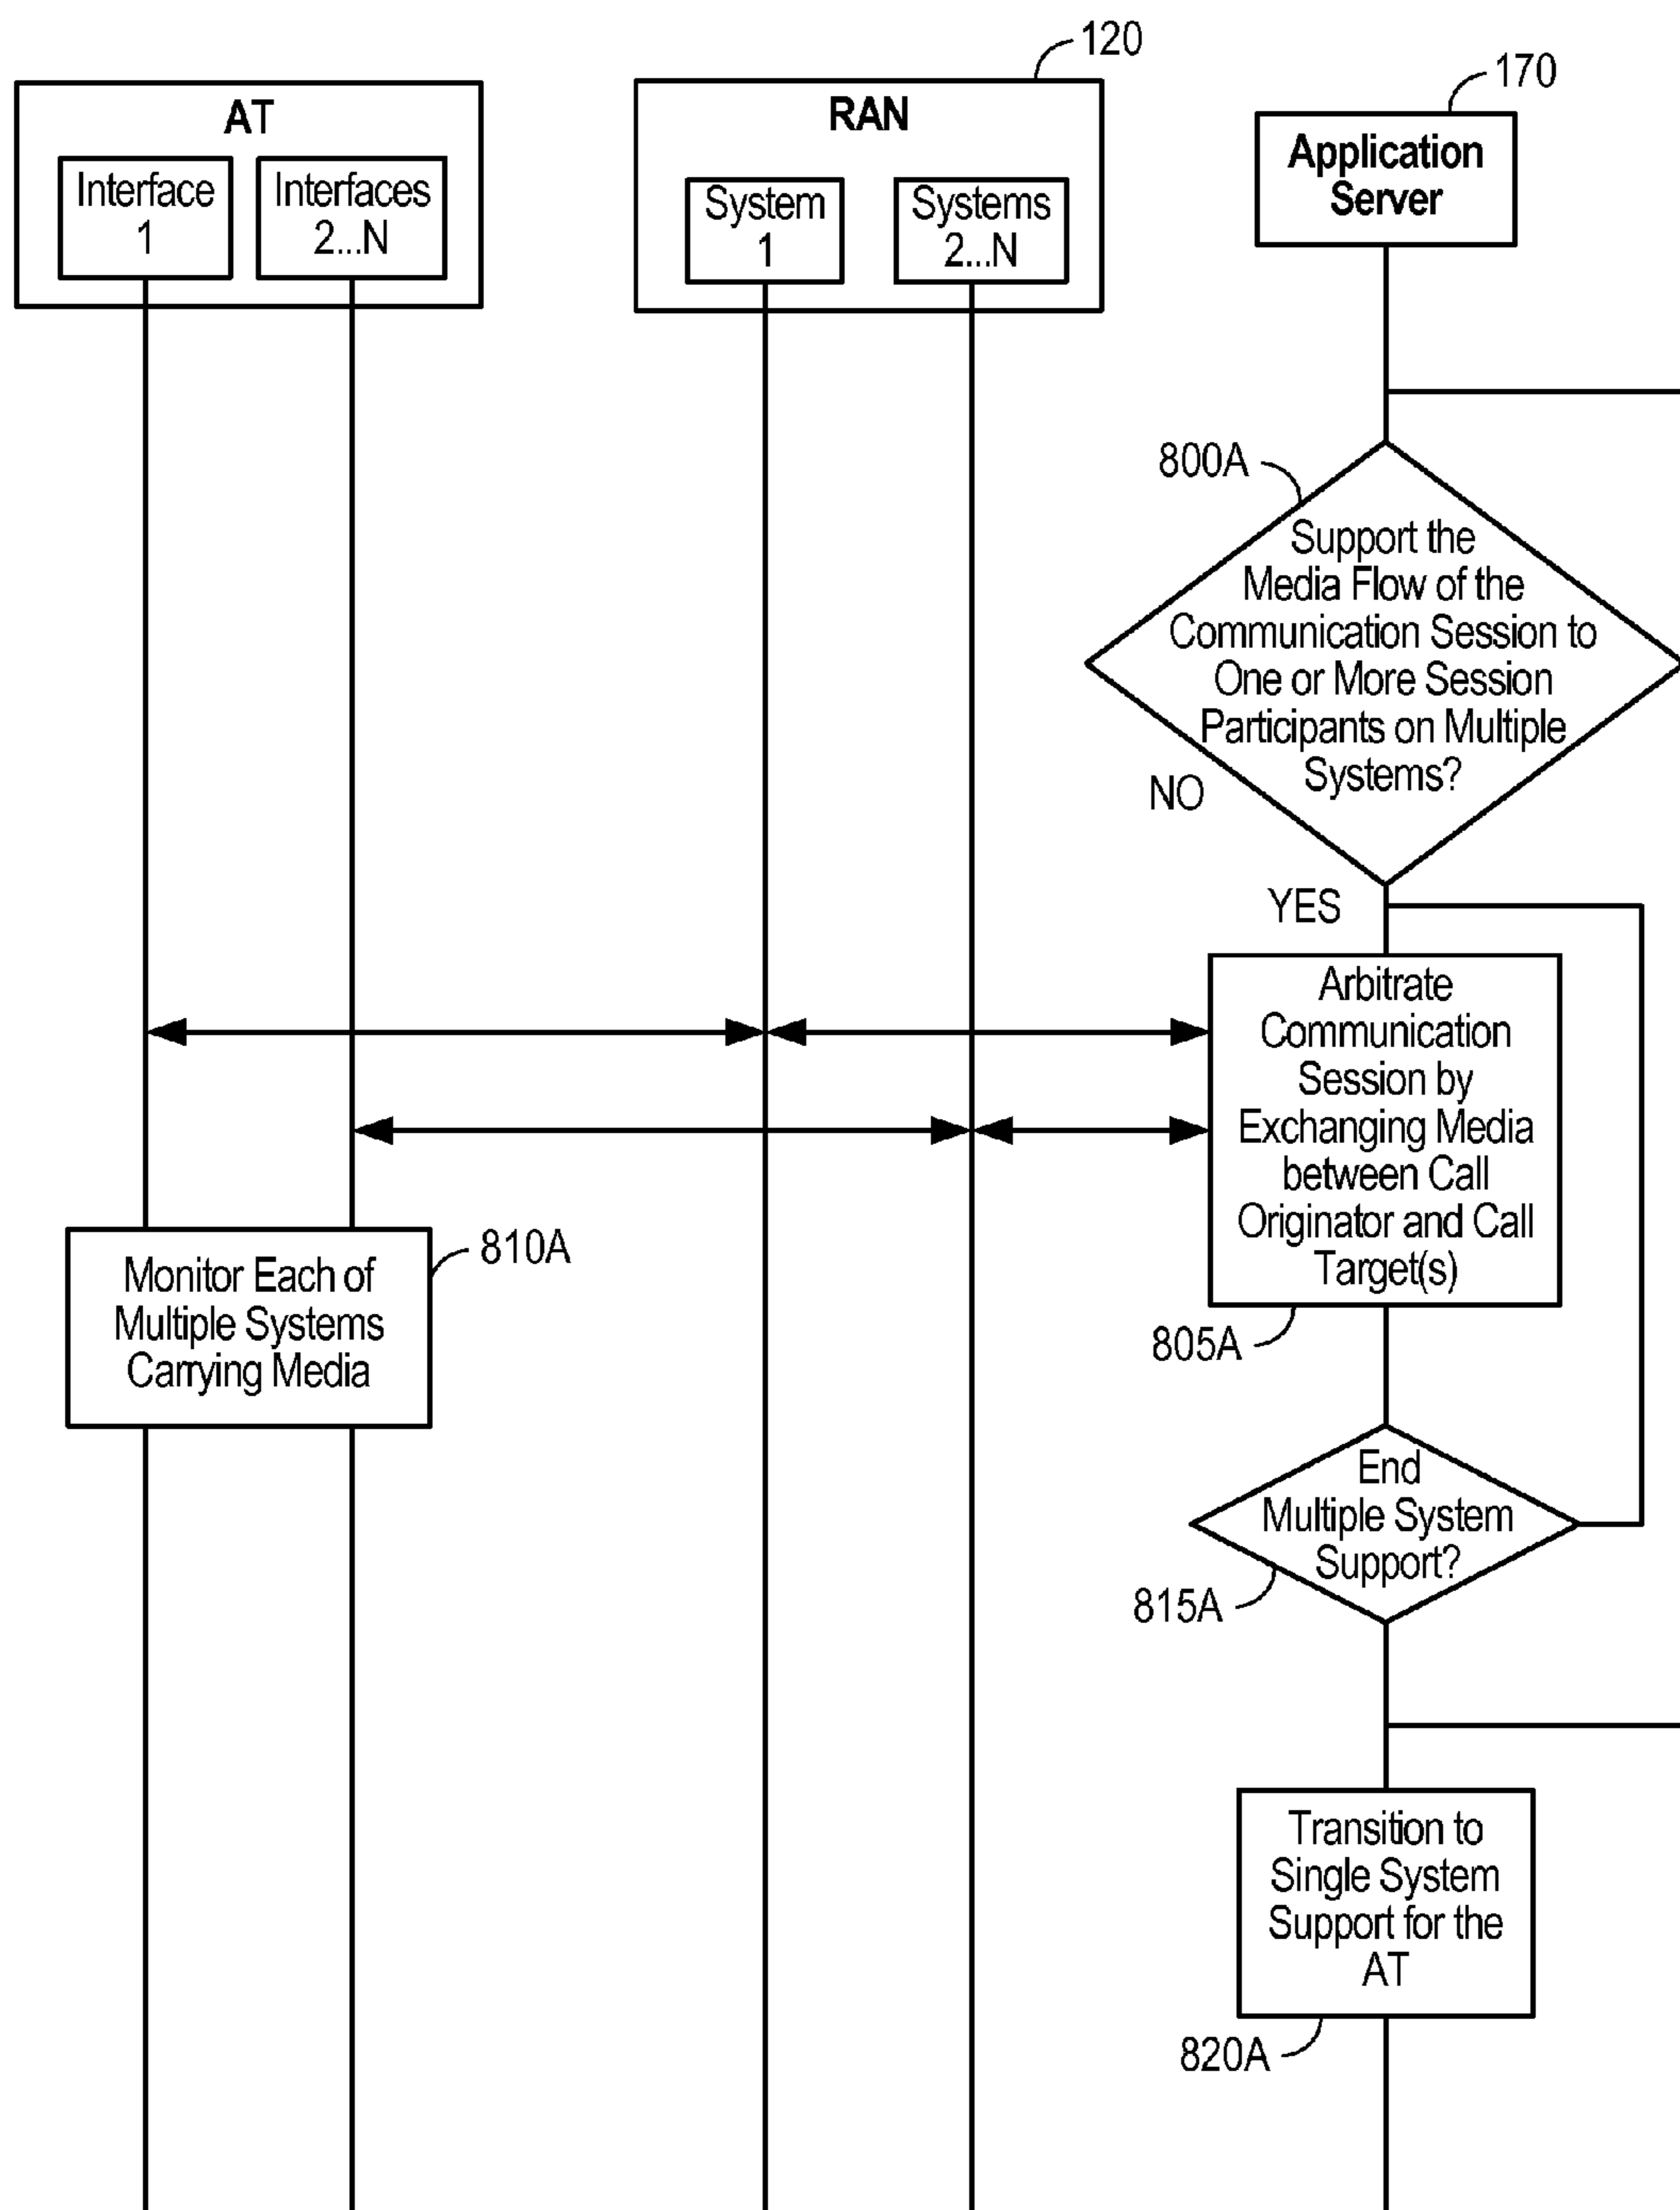 120
170
AT
RAN
Application
Server
Interface
1
Interfaces
2...N
System
1
Systems
2...N
800A
Support the
Media Flow of the
Communication Session to
One or More Session
Participants on Multiple
Systems?
NO
YES
Arbitrate
Communication
Session by
Exchanging Media
between Call
Originator and Call
Target(s)
805A
Monitor Each of
Multiple Systems
Carrying Media
810A
End
Multiple System
Support?
815A
Transition to
Single System
Support for the
AT
820A